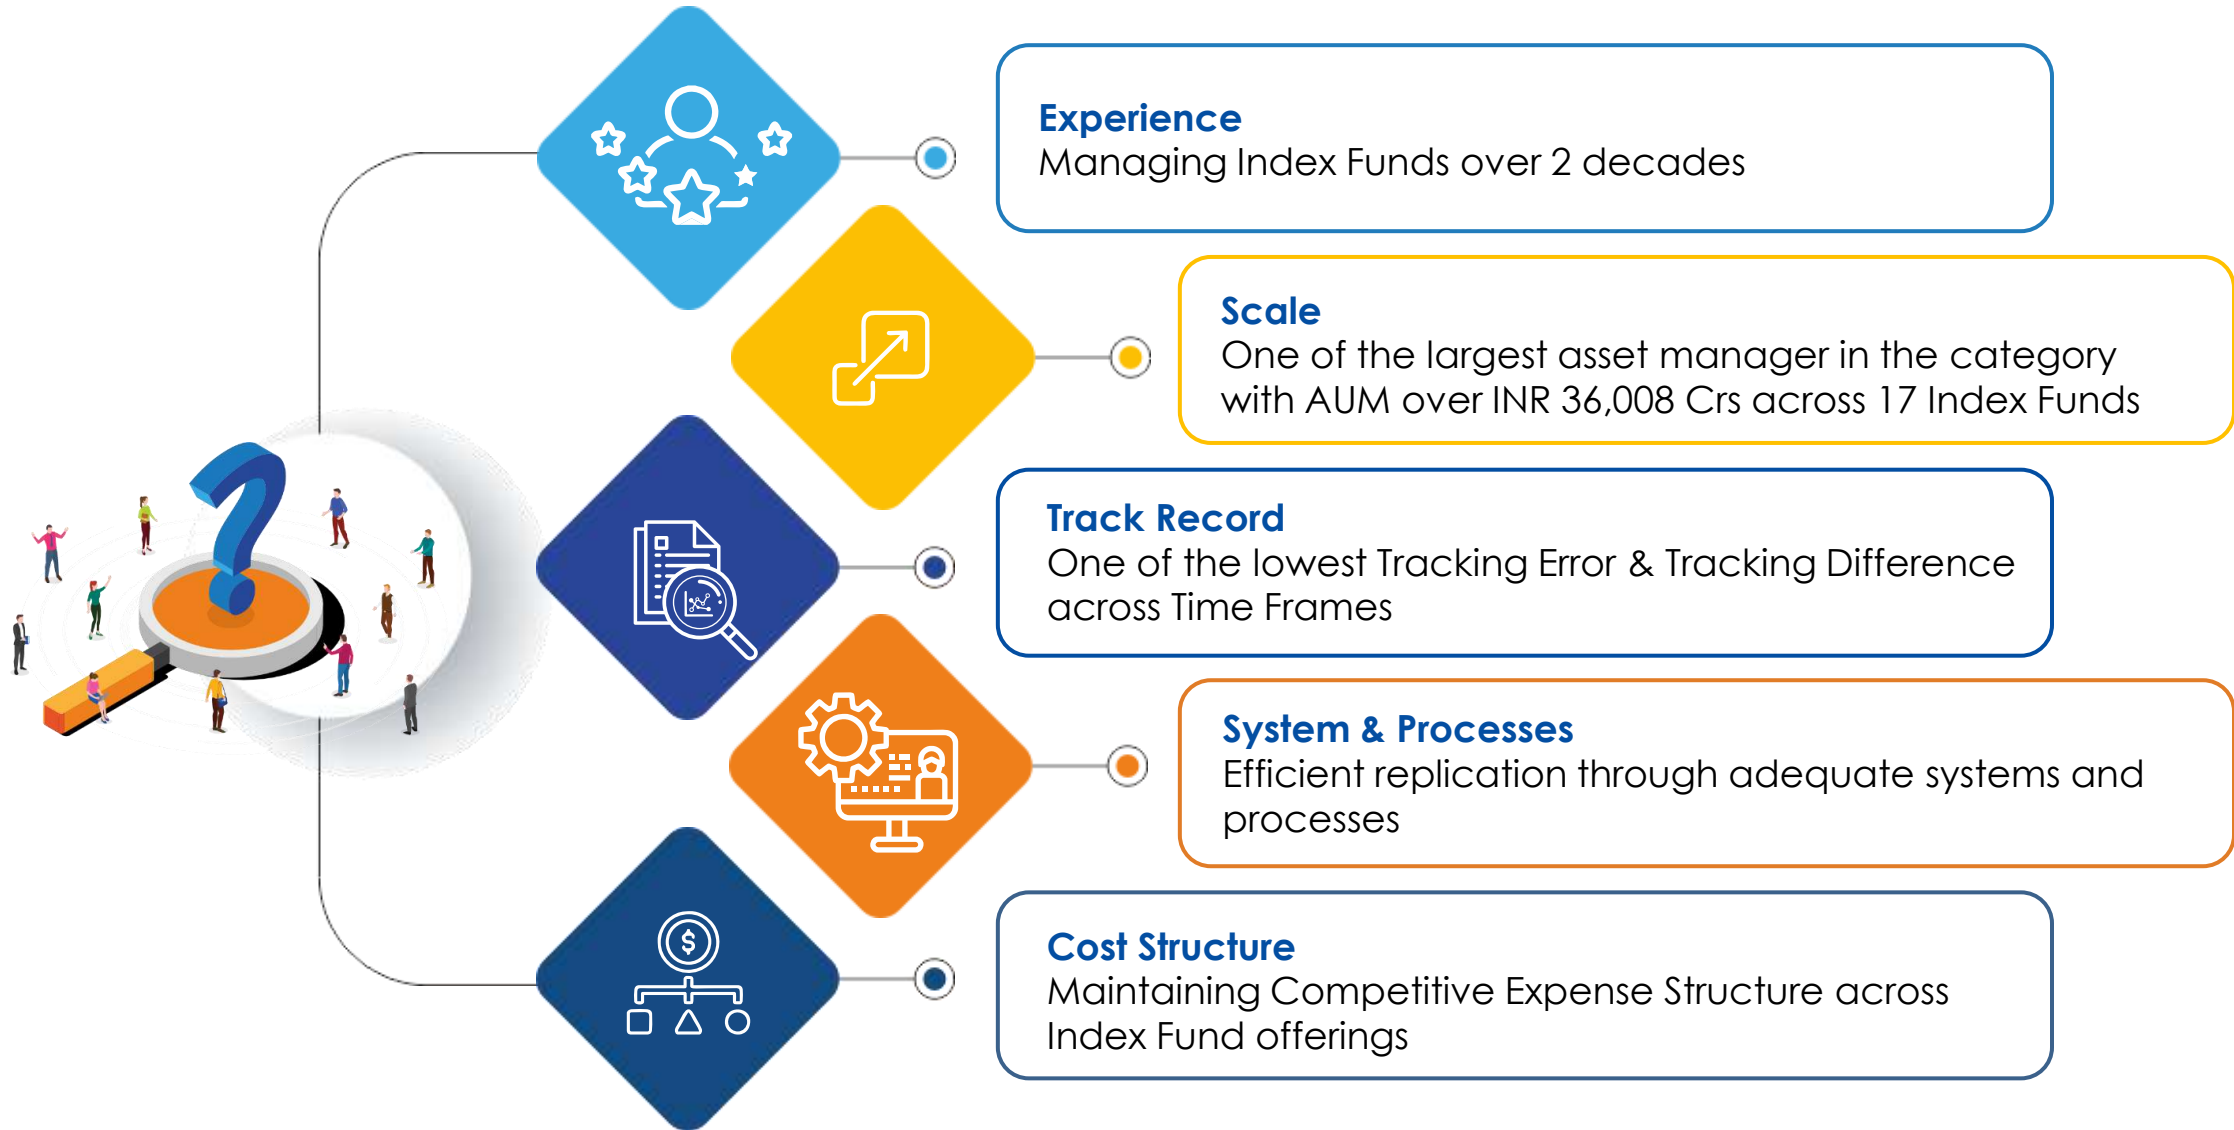 Experience
Managing Index Funds over 2 decades
Scale
One of the largest asset manager in the category
with AUM over INR 36,008 Crs across 17 Index Funds
Track Record
One of the lowest Tracking Error & Tracking Difference
across Time Frames
System & Processes
Efficient replication through adequate systems and
processes
$
Cost Structure
Maintaining Competitive Expense Structure across
Index Fund offerings